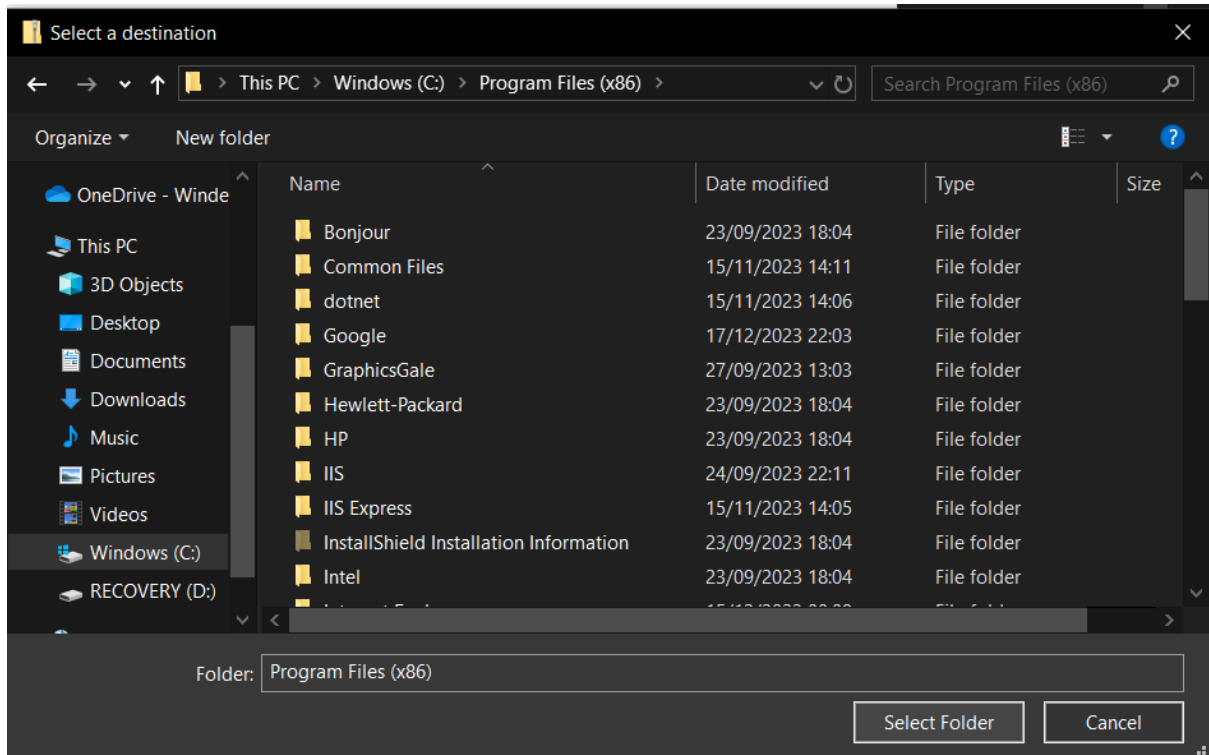 Select a destination
This PC > Windows (C:) > Program Files (x86) >
Search Program Files (x86)
Organize
New folder
?
Name Date modified Type Size
OneDrive - Winde
This PC
3D Objects
Desktop
Documents
Downloads
Music
Pictures
Videos
Windows (C:)
RECOVERY (D:)
Bonjour 23/09/2023 18:04 File folder
Common Files 15/11/2023 14:11 File folder
dotnet 15/11/2023 14:06 File folder
Google 17/12/2023 22:03 File folder
GraphicsGale 27/09/2023 13:03 File folder
Hewlett-Packard 23/09/2023 18:04 File folder
HP 23/09/2023 18:04 File folder
IIS 24/09/2023 22:11 File folder
IIS Express 15/11/2023 14:05 File folder
InstallShield Installation Information 23/09/2023 18:04 File folder
Intel 23/09/2023 18:04 File folder
Folder: Program Files (x86)
Select Folder
Cancel